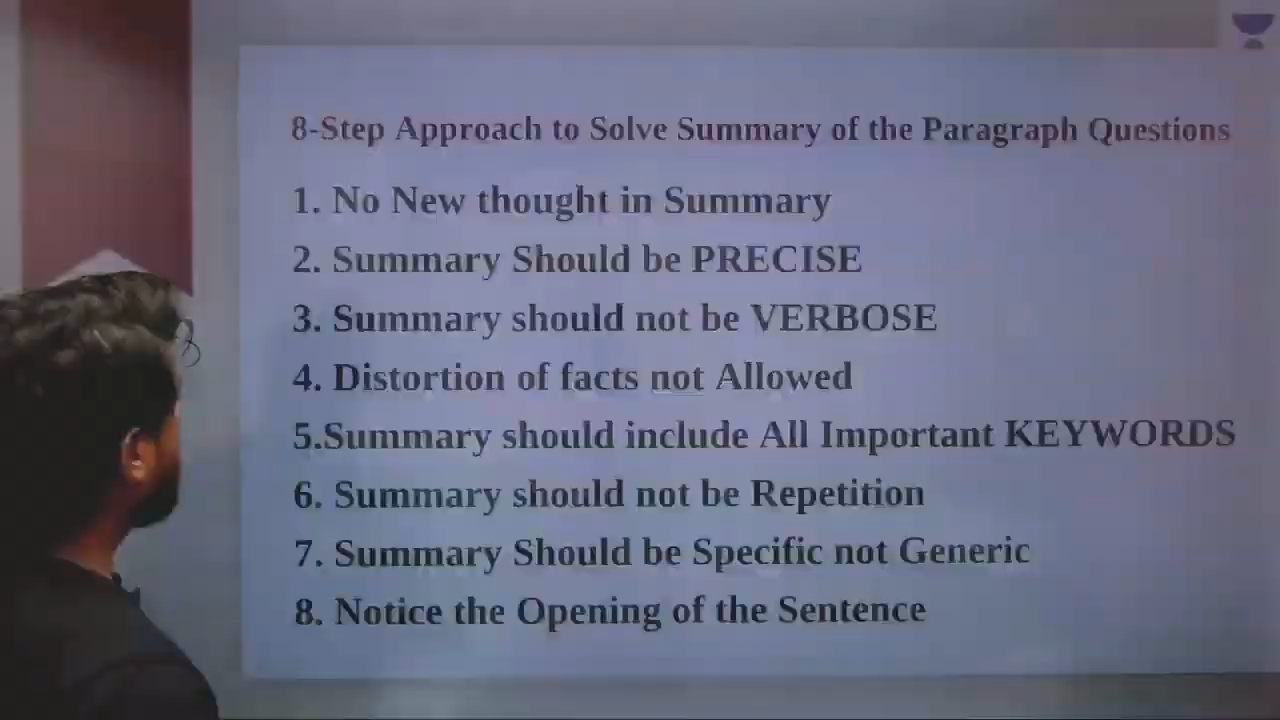 8-Step Approach to Solve Summary of the Paragraph Questions
1. No New thought in Summary
2. Summary Should be PRECISE
3. Summary should not be VERBOSE
4. Distortion of facts not Allowed
5.Summary should include All Important KEYWORDS
6. Summary should not be Repetition
7. Summary Should be Specific not Generic
8. Notice the Opening of the Sentence